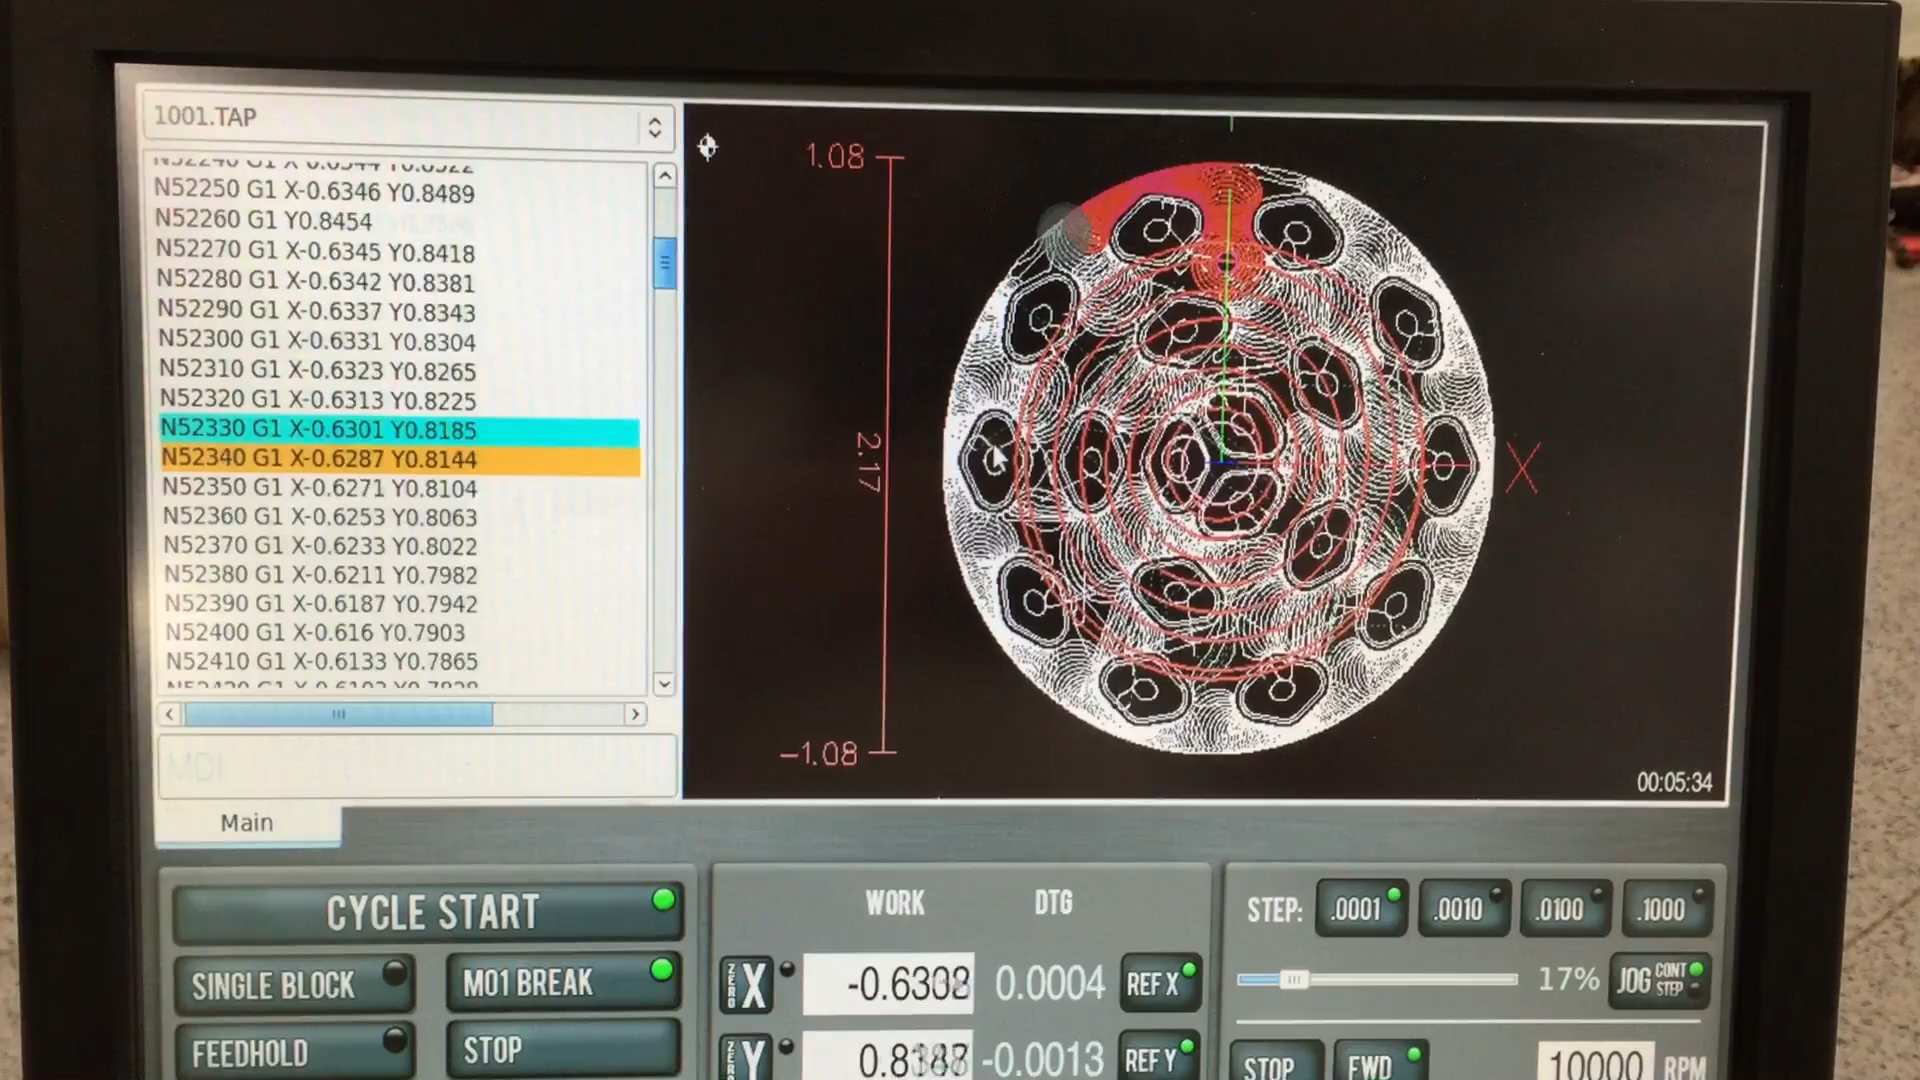 1001.TAP
N52250 G1 X-0.6346 Y0.8489
N52260 G1 Y0.8454
N52270 G1 X-0.6345 Y0.8418
N52280 G1 X-0.6342 Y0.8381
N52290 G1 X-0.6337 Y0.8343
N52300 G1 X-0.6331 Y0.8304
N52310 G1 X-0.6323 Y0.8265
N52320 G1 X-0.6313 Y0.8225
N52330 G1 X-0.6301 Y0.8185
N52340 G1 X-0.6287 Y0.8144
N52350 G1 X-0.6271 Y0.8104
N52360 G1 X-0.6253 Y0.8063
N52370 G1 X-0.6233 Y0.8022
N52380 G1 X-0.6211 Y0.7982
N52390 G1 X-0.6187 Y0.7942
N52400 G1 X-0.616 Y0.7903
N52410 G1 X-0.6133 Y0.7865
MDI
Main
1.08
2.17
-1.08
X
00:05:34
CYCLE START
SINGLE BLOCK
M01 BREAK
FEEDHOLD
STOP
WORK DTG
ZERO X -0.6302 0.0004 REF X
ZERO Y -0.0013 REF Y
STEP: .0001 .0010 .0100 .1000
17% JOG CONT STEP
STOP FWD 10000 RPM